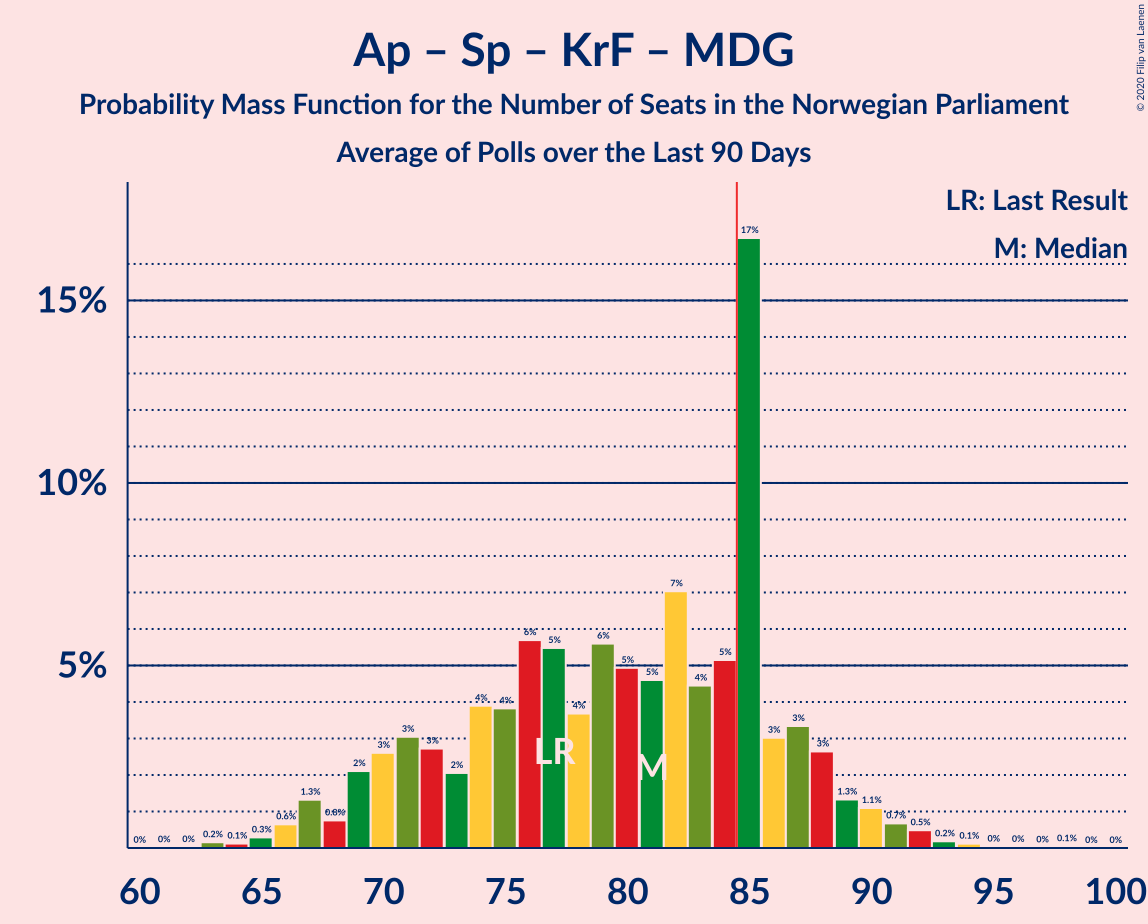 Ap – Sp – KrF – MDG
Probability Mass Function for the Number of Seats in the Norwegian Parliament
Average of Polls over the Last 90 Days
© 2020 Filip van Laenen
LR: Last Result
M: Median
15%
10%
5%
0% 0% 0% 0.2% 0.1% 0.3% 0.6% 1.3% 0.8% 2% 3% 3% 3% 2% 4% 4% 6% 5% 4% 6% 5% 5% 7% 4% 5% 17% 3% 3% 3% 1.3% 1.1% 0.7% 0.5% 0.2% 0.1% 0% 0% 0% 0.1% 0% 0%
LR
M
60 65 70 75 80 85 90 95 100